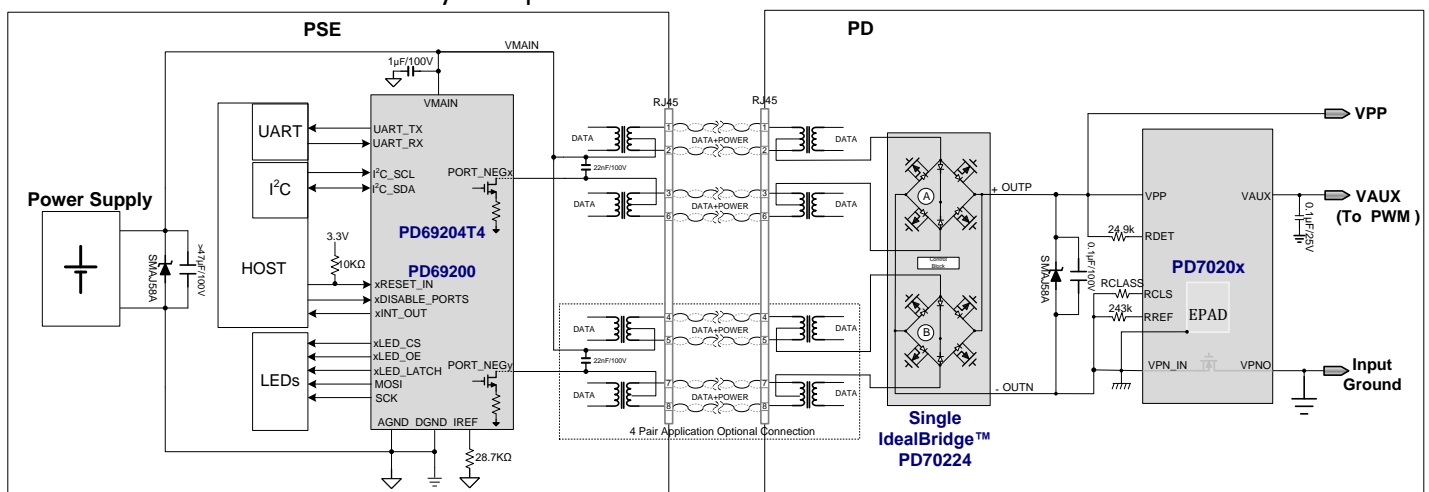 PSE
PD
VMAIN
1µF/100V
VMAIN
RJ45
RJ45
UART
UART_TX
UART_RX
I²C
I²C_SCL
I²C_SDA
PORT_NEGx
PD69204T4
PD69200
Power Supply
SMAJ58A
>47µF/100V
HOST
3.3V
10KΩ
xRESET_IN
xDISABLE_PORTS
xINT_OUT
LEDs
xLED_CS
xLED_OE
xLED_LATCH
MOSI
SCK
PORT_NEGy
AGND DGND IREF
28.7KΩ
DATA
1
DATA+POWER
2
1
2
DATA
22nF/100V
DATA
3
DATA+POWER
6
3
6
DATA
DATA
4
DATA+POWER
5
4
5
DATA
22nF/100V
DATA
7
DATA+POWER
8
7
8
DATA
4 Pair Application Optional Connection
A
Control
Block
B
+ OUTP
- OUTN
Single
IdealBridge™
PD70224
SMAJ58A
0.1µF/100V
24.9k
RCLASS
243k
VPP
RDET
RCLS
RREF
VPN_IN
VAUX
PD7020x
EPAD
VPNO
0.1µF/25V
VPP
VAUX
(To PWM )
Input
Ground